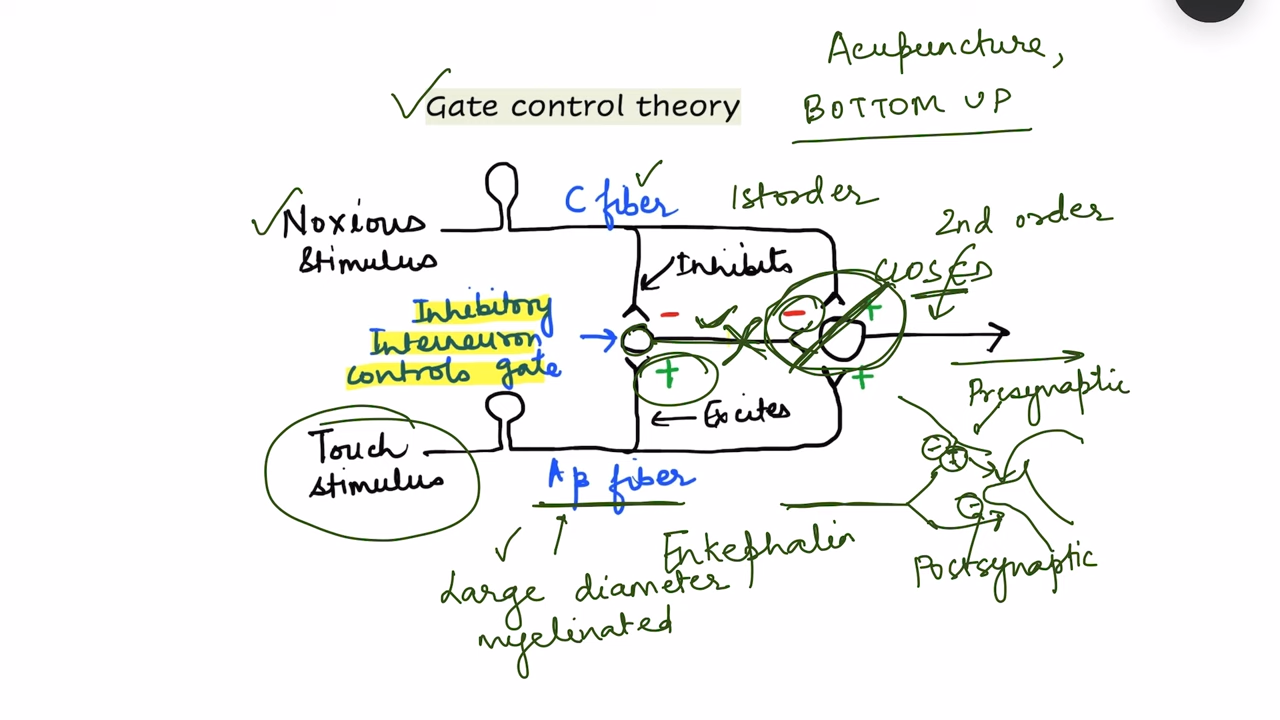 Acupuncture,
Gate control theory
BOTTOM UP
C fiber
1st order
Noxious
stimulus
2nd order
Inhibits
CLOSED
-
-
+
Inhibitory
Interneuron
controls gate
+
+
Presynaptic
Excites
Touch
stimulus
-
+
Aβ fiber
-
Enkephalin
Postsynaptic
Large diameter
myelinated